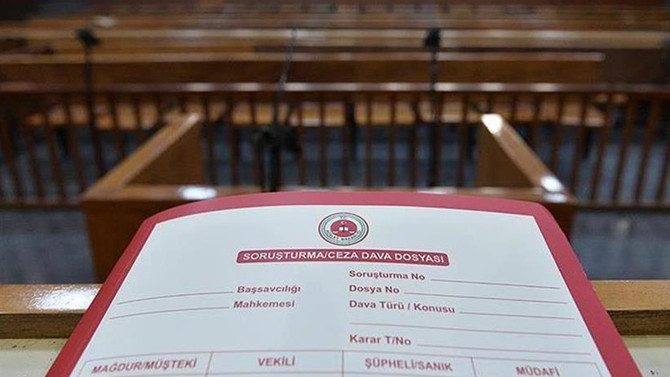 SORUŞTURMA/CEZA DAVA DOSYASI
Soruşturma No
Başsavcılığı
Dosya No
Mahkemesi
Dava Türü / Konusu
Karar T/No
MAĞDUR/MÜŞTEKİ VEKİLİ ŞÜPHELİ/SANIK MÜDAFİ